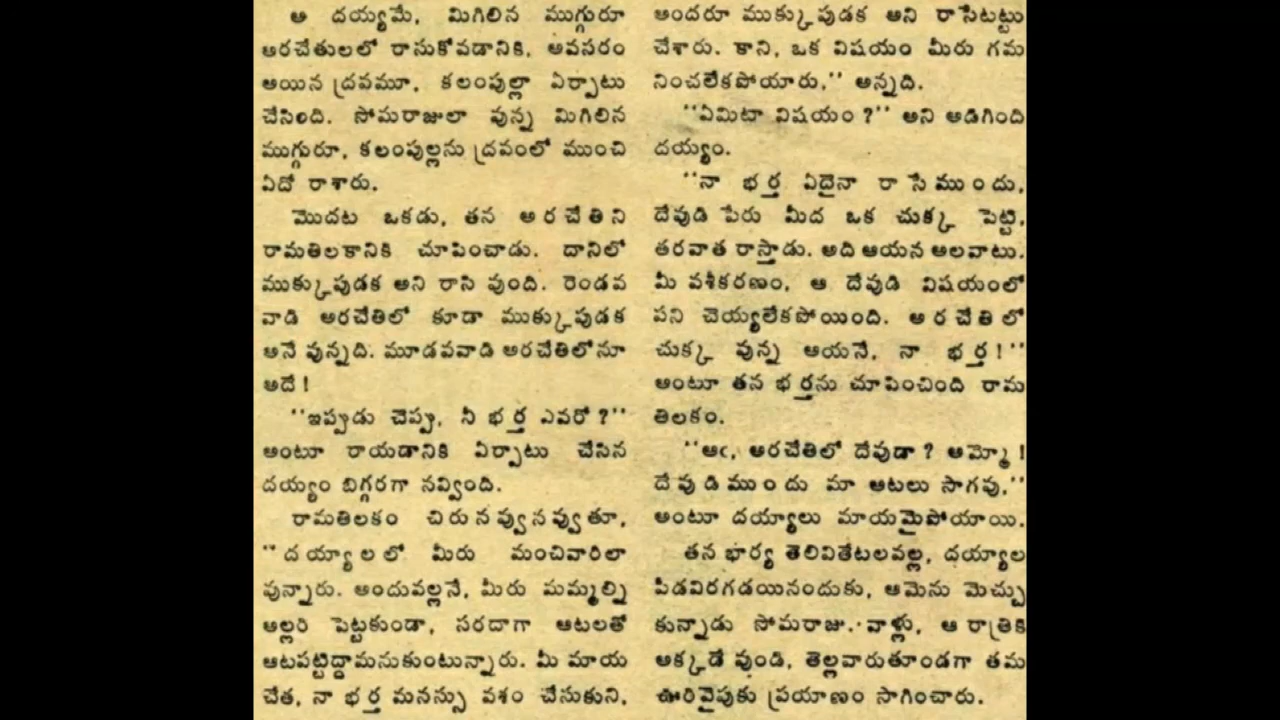 ఆ దయ్యమే, మిగిలిన ముగ్గురూ
అరచేతులలో రాసుకోవడానికి, అవసరం
అయిన ద్రవమూ, కలంపుల్లా ఏర్పాటు
చేసింది. సోమరాజులా వున్న మిగిలిన
ముగ్గురూ, కలంపుల్లను ద్రవంలో ముంచి
ఏదో రాశారు.
మొదట ఒకడు, తన అరచేతిని
రామతిలకానికి చూపించాడు. దానిలో
ముక్కుపుడక అని రాసి వుంది. రెండవ
వాడి అరచేతిలో కూడా ముక్కుపుడక
అనే వున్నది. మూడవవాడి అరచేతిలోనూ
అదే!
"ఇప్పుడు చెప్పు, నీ భర్త ఎవరో?"
అంటూ రాయడానికి ఏర్పాటు చేసిన
దయ్యం బిగ్గరగా నవ్వింది.
రామతిలకం చిరునవ్వునవ్వుతూ,
"దయ్యాలలో మీరు మంచివారిలా
వున్నారు. అందువల్లనే, మీరు మమ్మల్ని
అల్లరి పెట్టకుండా, సరదాగా ఆటలతో
ఆటపట్టిద్దామనుకుంటున్నారు. మీ మాయ
చేత, నా భర్త మనస్సు వశం చేసుకుని,
అందరూ ముక్కుపుడక అని రాసేటట్టు
చేశారు. కాని, ఒక విషయం మీరు గమ
నించలేకపోయారు," అన్నది.
"ఏమిటా విషయం?" అని అడిగింది
దయ్యం.
"నా భర్త ఏదైనా రాసేముందు,
దేవుడి పేరు మీద ఒక చుక్క పెట్టి,
తరవాత రాస్తాడు. అది ఆయన అలవాటు.
మీ వశీకరణం, ఆ దేవుడి విషయంలో
పని చెయ్యలేకపోయింది. అరచేతిలో
చుక్క వున్న ఆయనే, నా భర్త!"
అంటూ తన భర్తను చూపించింది రామ
తిలకం.
"ఆఁ, అరచేతిలో దేవుడా? అమ్మో!
దేవుడిముందు మా ఆటలు సాగవు,"
అంటూ దయ్యాలు మాయమైపోయాయి.
తన భార్య తెలివితేటలవల్ల, దయ్యాల
పీడవిరగడయినందుకు, ఆమెను మెచ్చు
కున్నాడు సోమరాజు. వాళ్లు, ఆ రాత్రికి
అక్కడే వుండి, తెల్లవారుతూండగా తమ
ఊరివైపుకు ప్రయాణం సాగించారు.